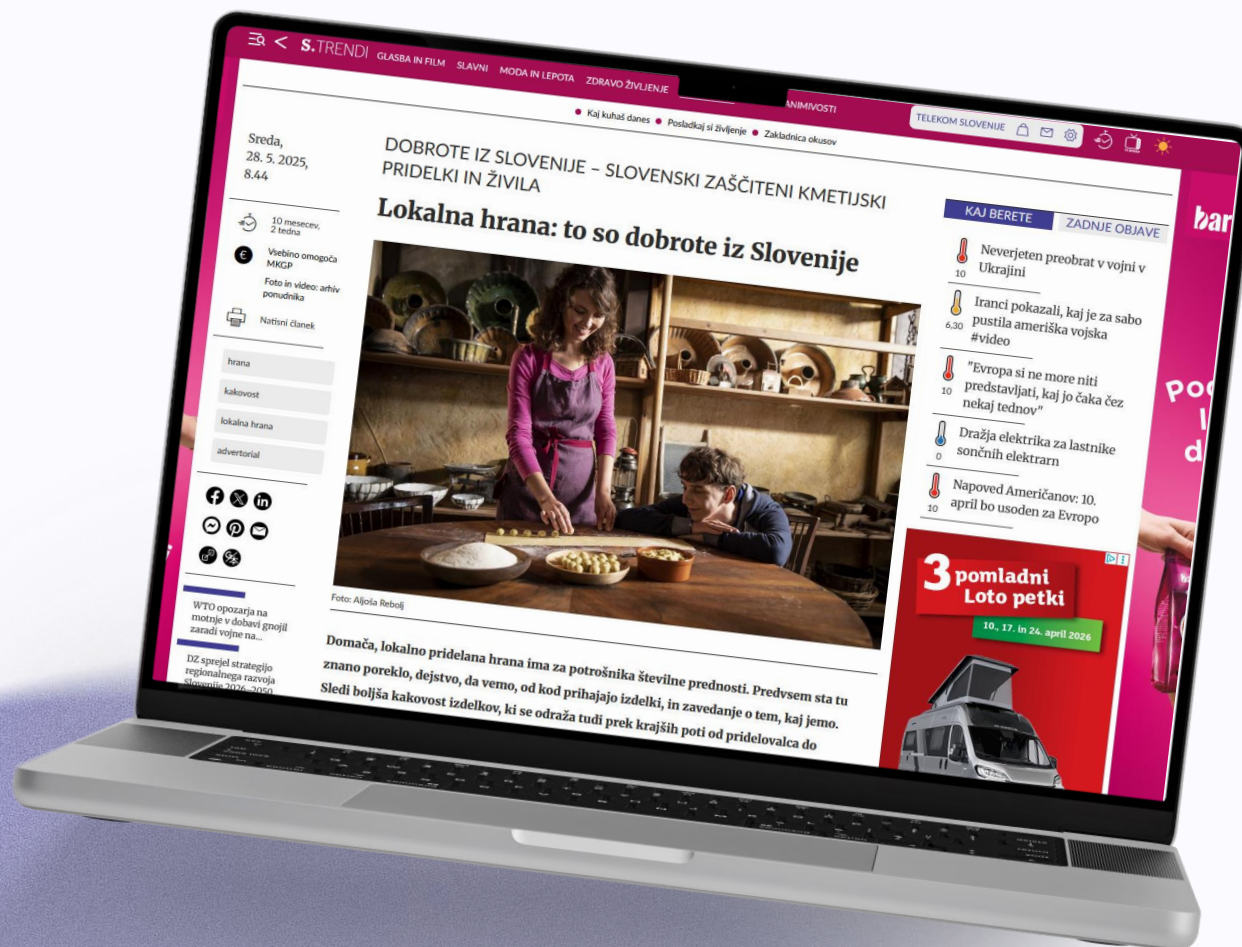 S.TRENDI GLASBA IN FILM SLAVNI MODA IN LEPOTA ZDRAVO ŽIVLJENJE ANIMIVOSTI
TELEKOM SLOVENIJE
Kaj kuhaš danes Posladkaj si življenje Zakladnica okusov
Sreda,
28. 5. 2025,
8.44
10 mesecev,
2 tedna
€
Vsebino omogoča
MKGP
Foto in video: arhiv
ponudnika
Natisni članek
hrana
kakovost
lokalna hrana
advertorial
WTO opozarja na
motnje v dobavi gnojil
zaradi vojne na...
DZ sprejel strategijo
regionalnega razvoja
Slovenije 2026–2050
DOBROTE IZ SLOVENIJE – SLOVENSKI ZAŠČITENI KMETIJSKI
PRIDELKI IN ŽIVILA
Lokalna hrana: to so dobrote iz Slovenije
Foto: Aljoša Rebolj
Domača, lokalno pridelana hrana ima za potrošnika številne prednosti. Predvsem sta tu
znano poreklo, dejstvo, da vemo, od kod prihajajo izdelki, in zavedanje o tem, kaj jemo.
Sledi boljša kakovost izdelkov, ki se odraža tudi prek krajših poti od pridelovalca do
KAJ BERETE ZADNJE OBJAVE
10
Neverjeten preobrat v vojni v
Ukrajini
6,30
Iranci pokazali, kaj je za sabo
pustila ameriška vojska
#video
10
"Evropa si ne more niti
predstavljati, kaj jo čaka čez
nekaj tednov"
0
Dražja elektrika za lastnike
sončnih elektrarn
10
Napoved Američanov: 10.
april bo usoden za Evropo
3 pomladni
Loto petki
10., 17. in 24. april 2026
bar